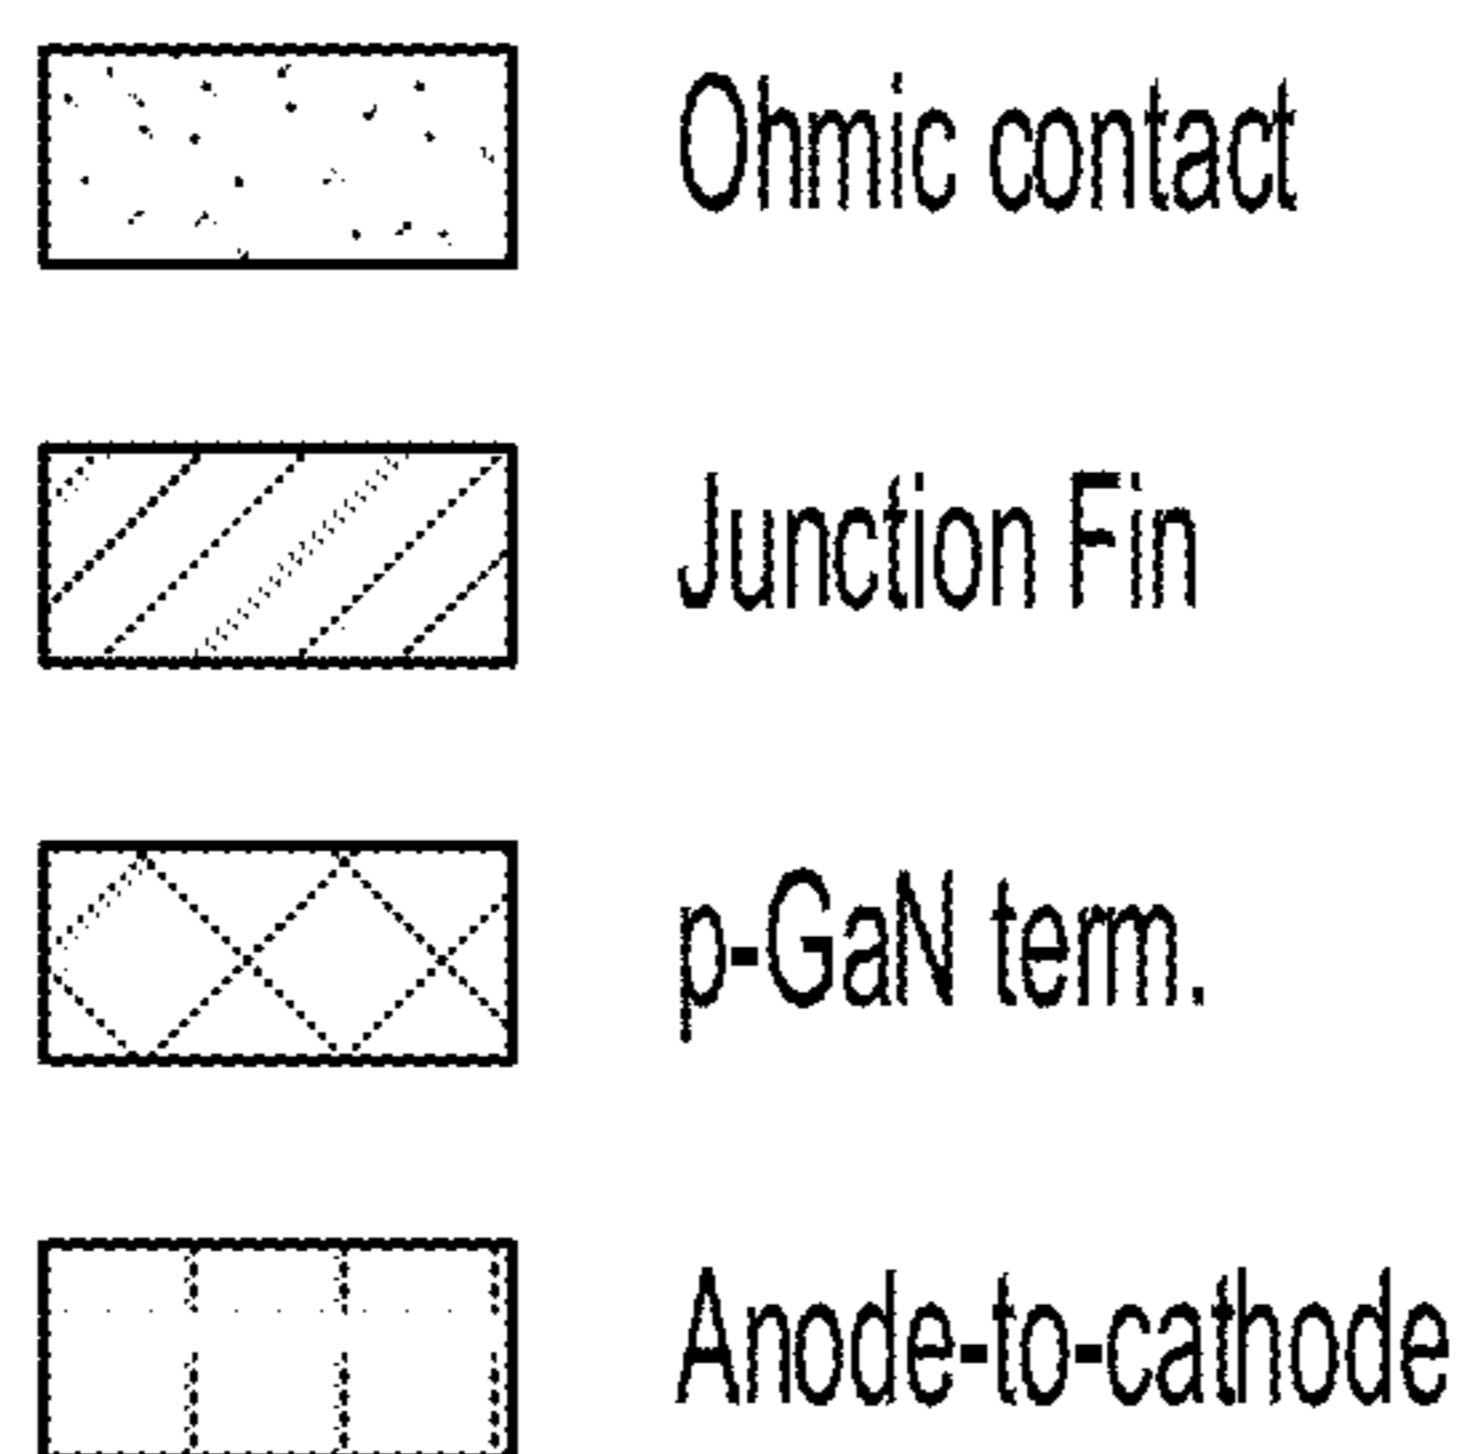 Ohmic contact
Junction Fin
p-GaN term.
Anode-to-cathode